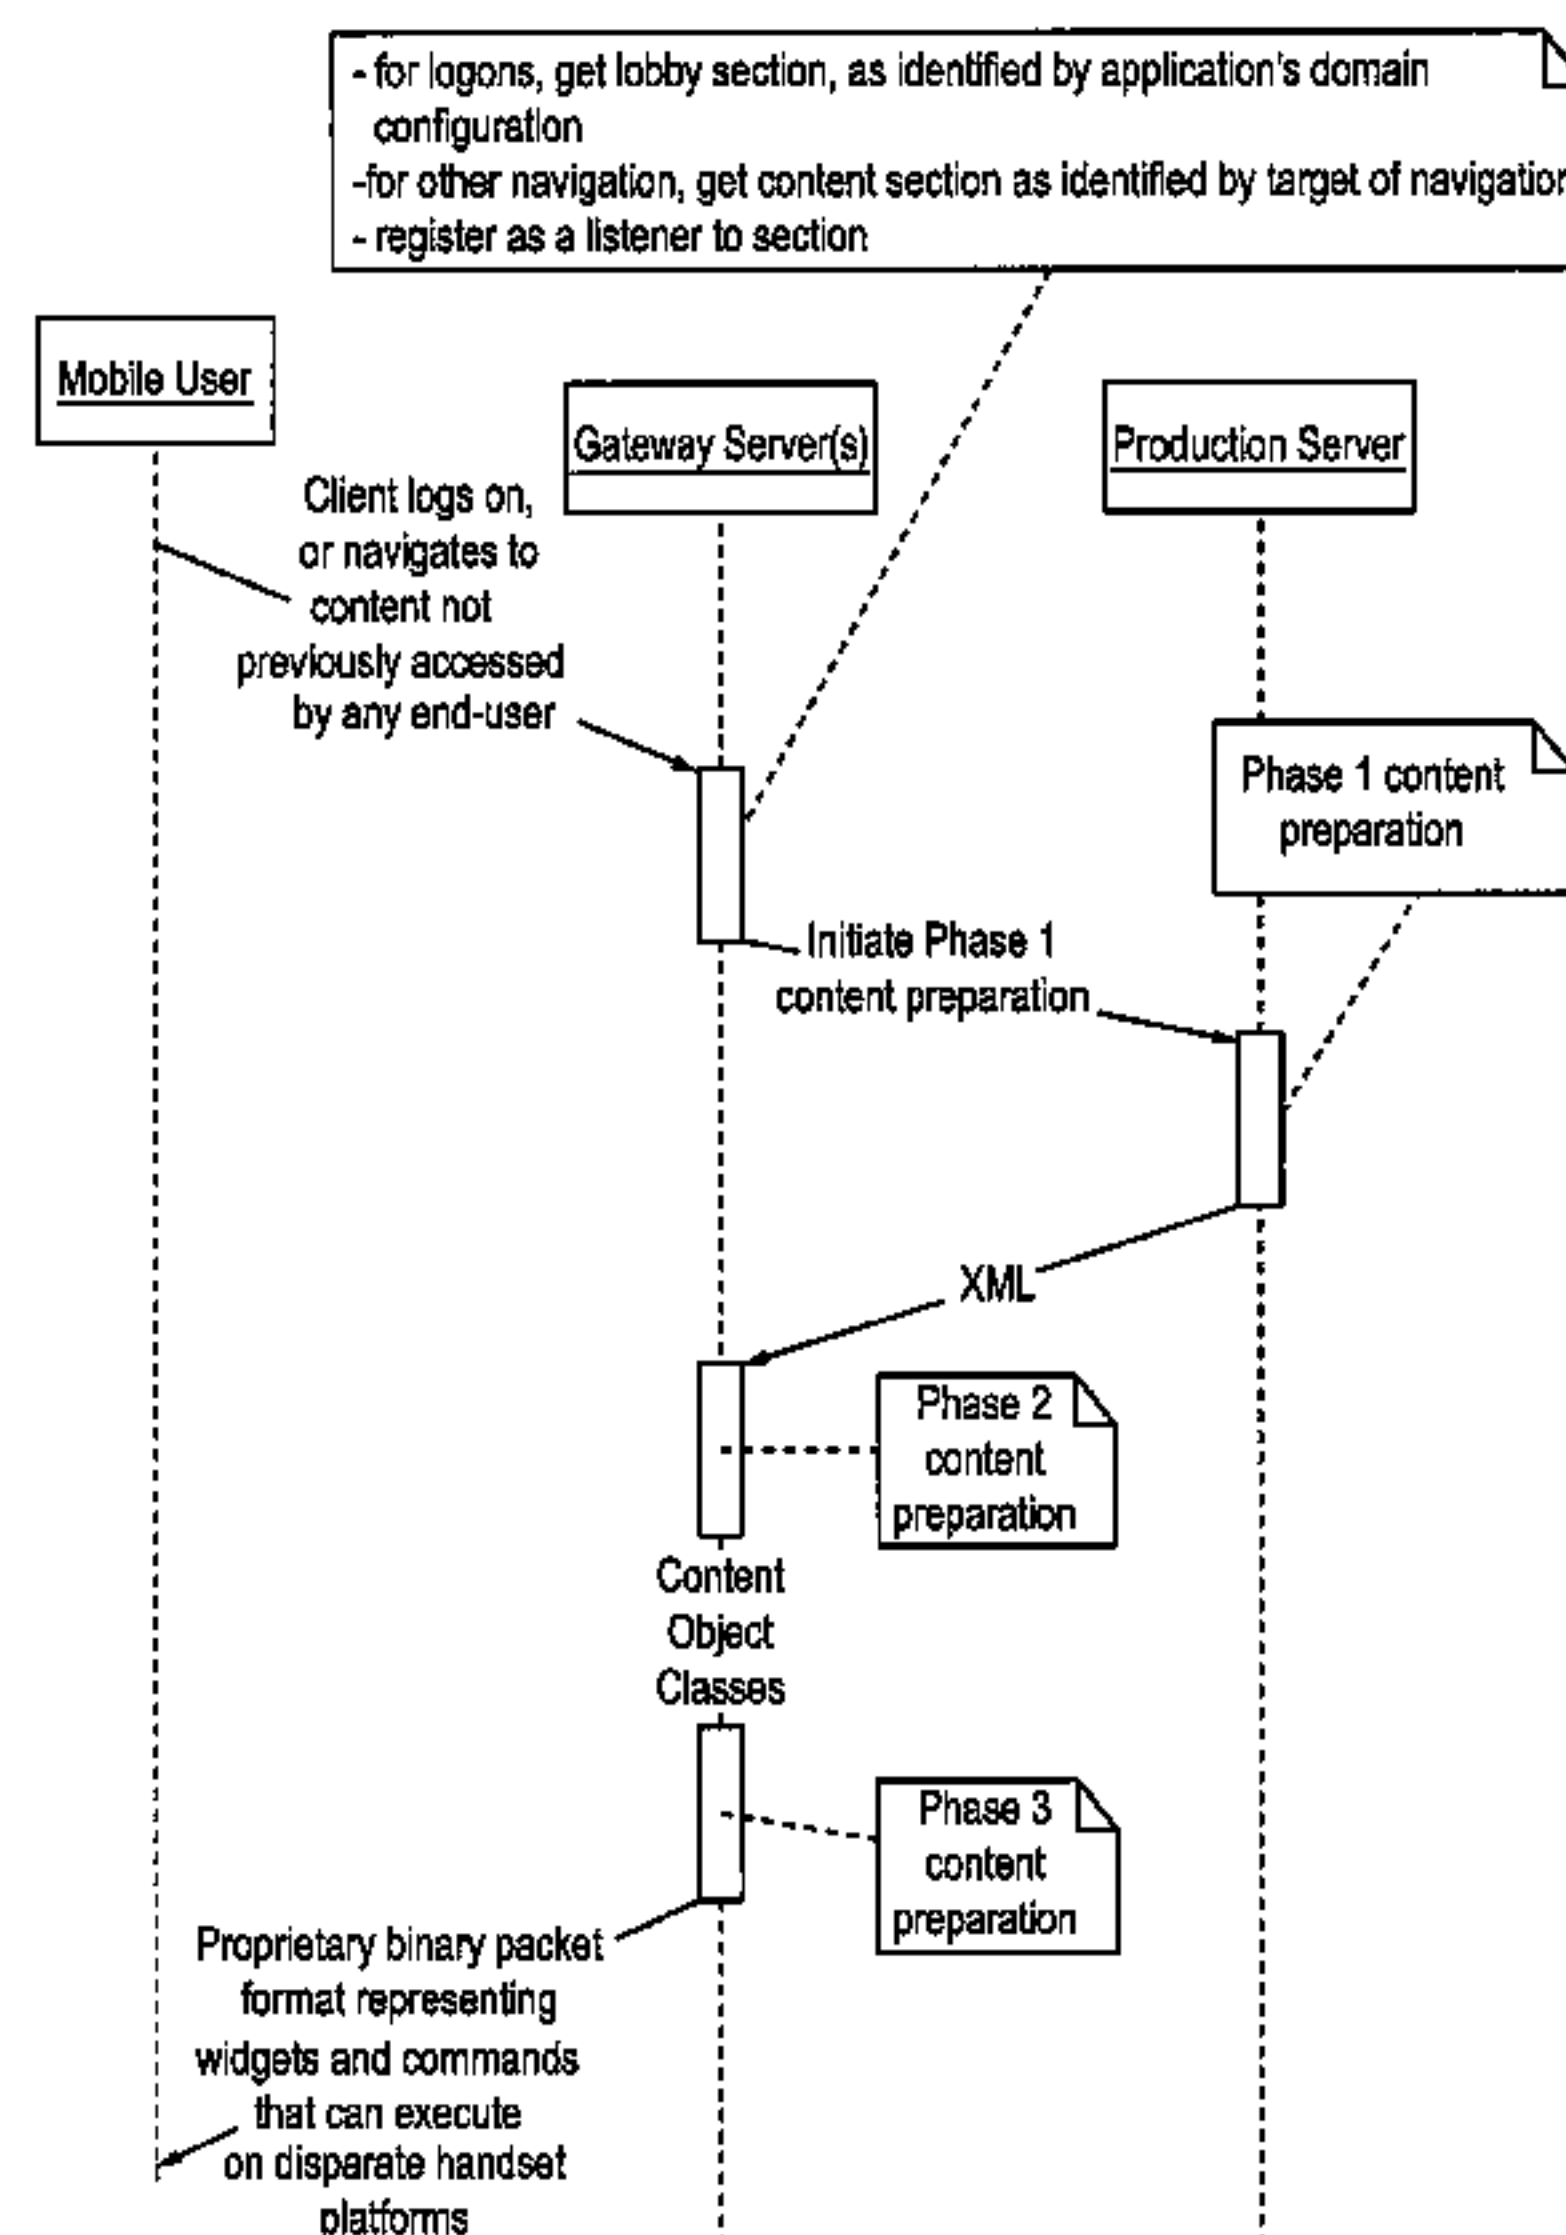 - for logons, get lobby section, as identified by application's domain
configuration
-for other navigation, get content section as identified by target of navigation
- register as a listener to section
Mobile User
Gateway Server(s)
Production Server
Client logs on,
or navigates to
content not
previously accessed
by any end-user
Phase 1 content
preparation
Initiate Phase 1
content preparation
XML
Phase 2
content
preparation
Content
Object
Classes
Phase 3
content
preparation
Proprietary binary packet
format representing
widgets and commands
that can execute
on disparate handset
platforms